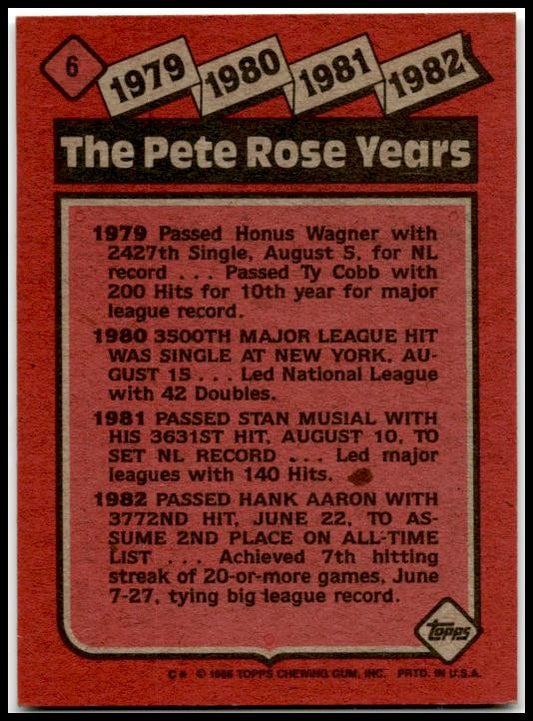 6
1979 1980 1981 1982
The Pete Rose Years
1979 Passed Honus Wagner with
2427th Single, August 5, for NL
record . . . Passed Ty Cobb with
200 Hits for 10th year for major
league record.
1980 3500TH MAJOR LEAGUE HIT
WAS SINGLE AT NEW YORK, AU-
GUST 15 . . . Led National League
with 42 Doubles.
1981 PASSED STAN MUSIAL WITH
HIS 3631ST HIT, AUGUST 10, TO
SET NL RECORD . . . Led major
leagues with 140 Hits.
1982 PASSED HANK AARON WITH
3772ND HIT, JUNE 22, TO AS-
SUME 2ND PLACE ON ALL-TIME
LIST . . . Achieved 7th hitting
streak of 20-or-more games, June
7-27, tying big league record.
topps
© 1986 TOPPS CHEWING GUM, INC. PRTD. IN U.S.A.